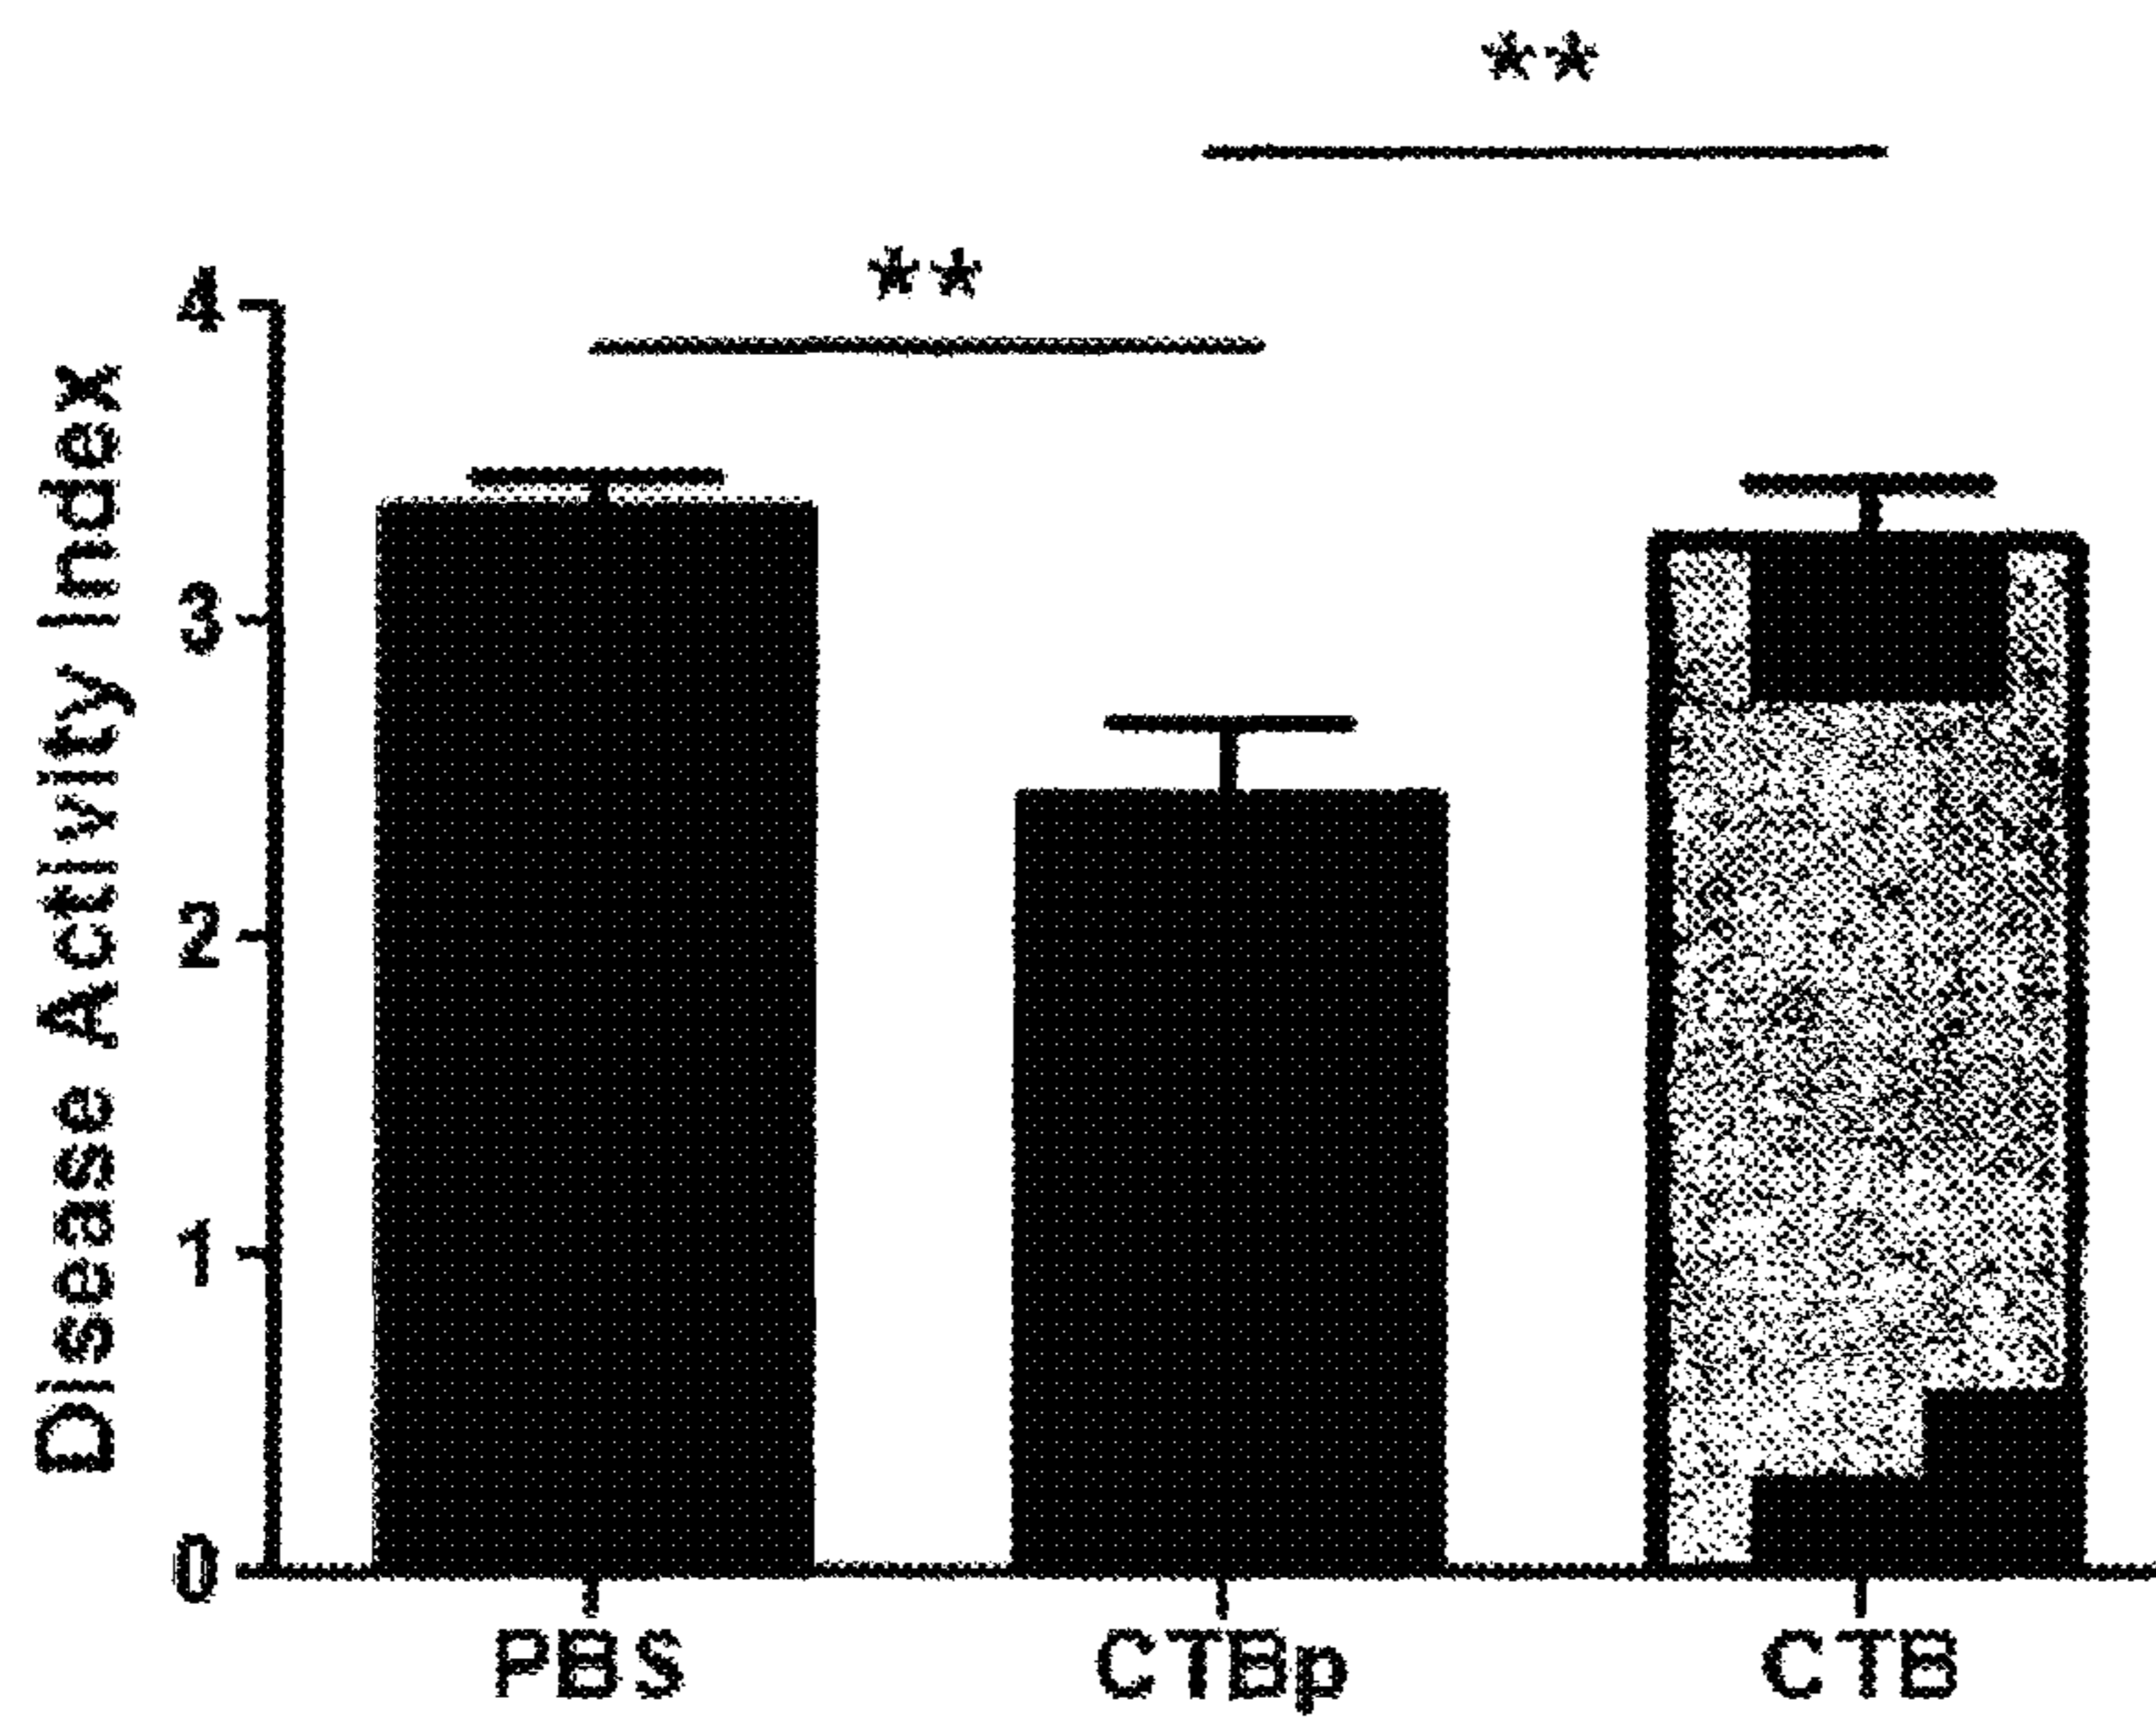 **
**
4
3
2
1
0
Disease Activity Index
PBS
CTBp
CTB